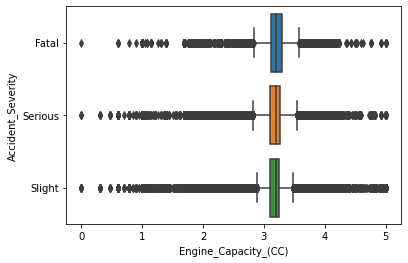 Fatal
Serious
Slight
Accident_Severity
0 1 2 3 4 5
Engine_Capacity_(CC)